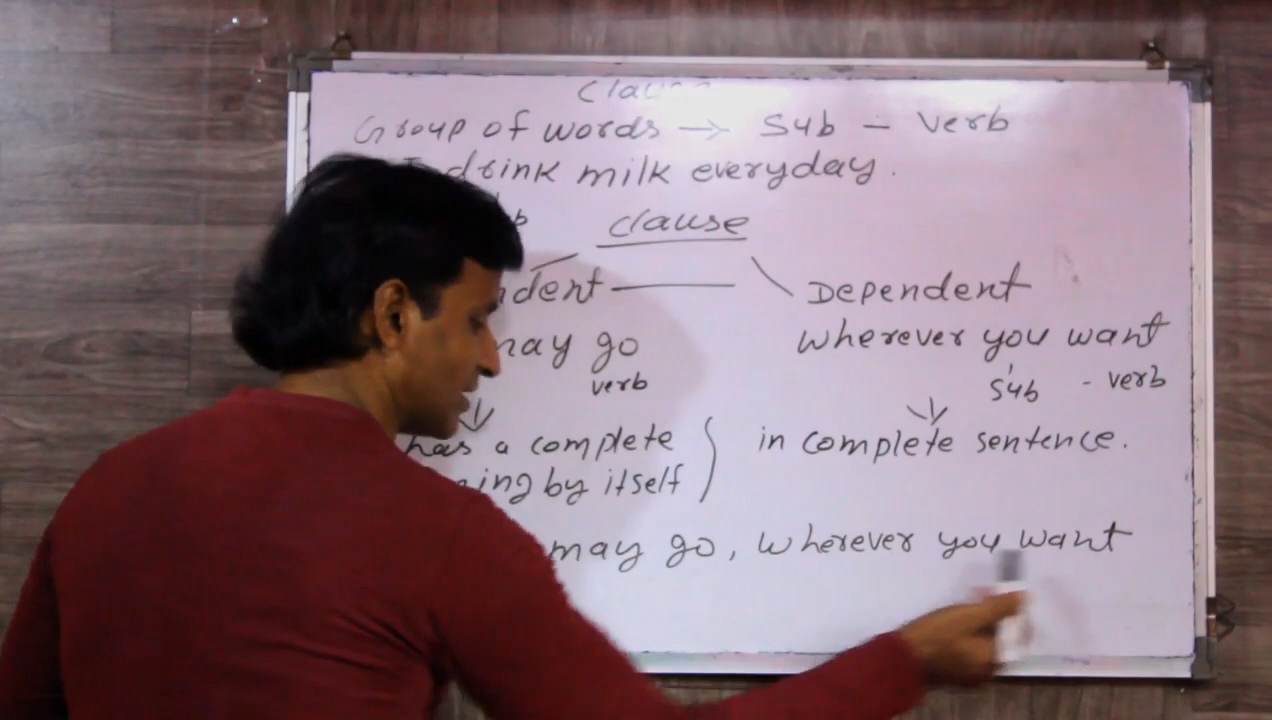 Clause
Group of words → Sub - Verb
I drink milk everyday.
clause
dent Dependent
may go wherever you want
verb sub - verb
has a complete in complete sentence.
ing by itself
may go, wherever you want